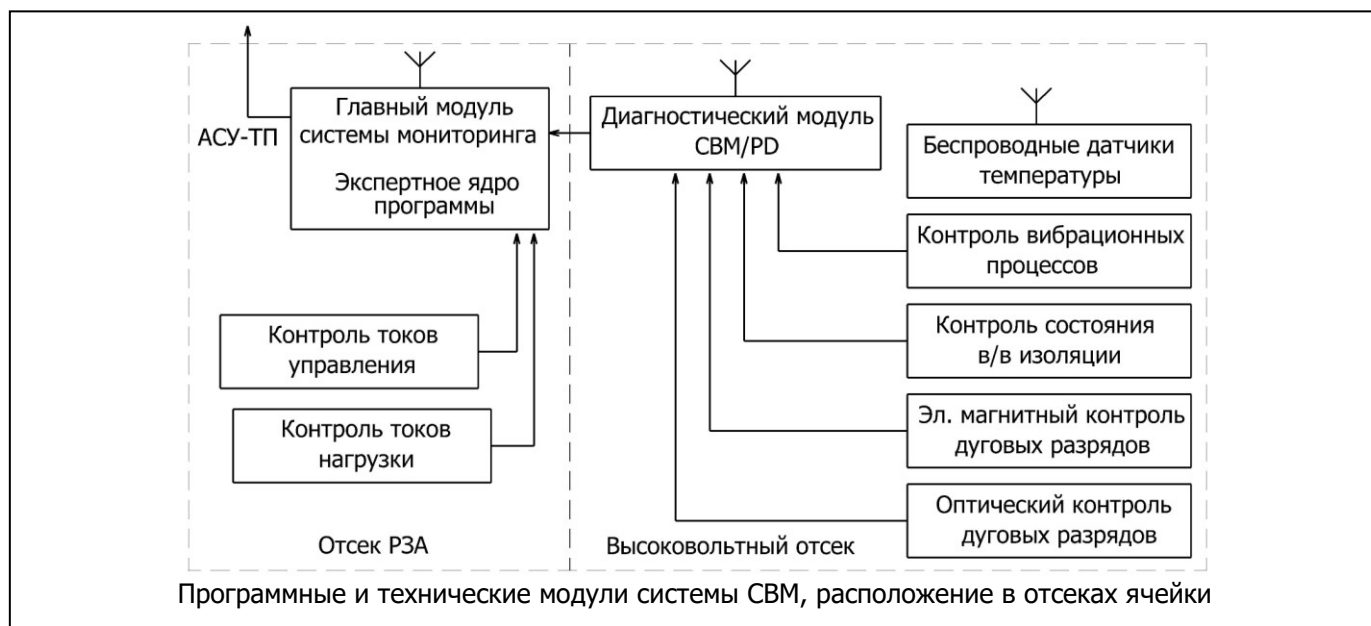 АСУ-ТП
Главный модуль
системы мониторинга
Экспертное ядро
программы
Контроль токов
управления
Контроль токов
нагрузки
Отсек РЗА
Диагностический модуль
CBM/PD
Беспроводные датчики
температуры
Контроль вибрационных
процессов
Контроль состояния
в/в изоляции
Эл. магнитный контроль
дуговых разрядов
Оптический контроль
дуговых разрядов
Высоковольтный отсек
Программные и технические модули системы CBM, расположение в отсеках ячейки